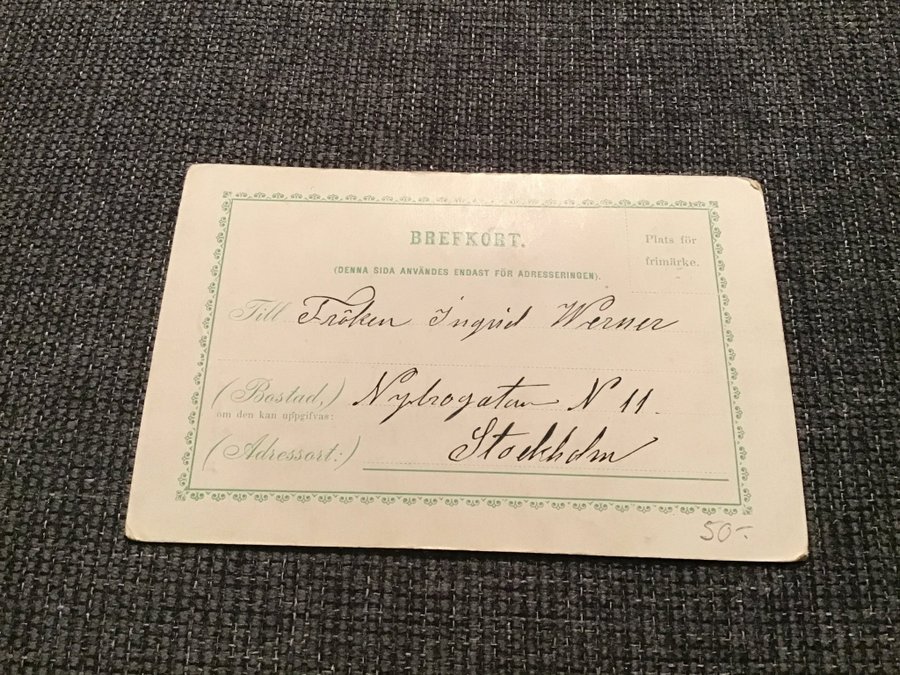 BREFKORT.
Plats för
frimärke.
(DENNA SIDA ANVÄNDES ENDAST FÖR ADRESSERINGEN).
Till Fröken Ingrid Werner
(Bostad,) Nybrogatan N 11.
om den kan uppgifvas:
Stockholm
(Adressort:)
50:-